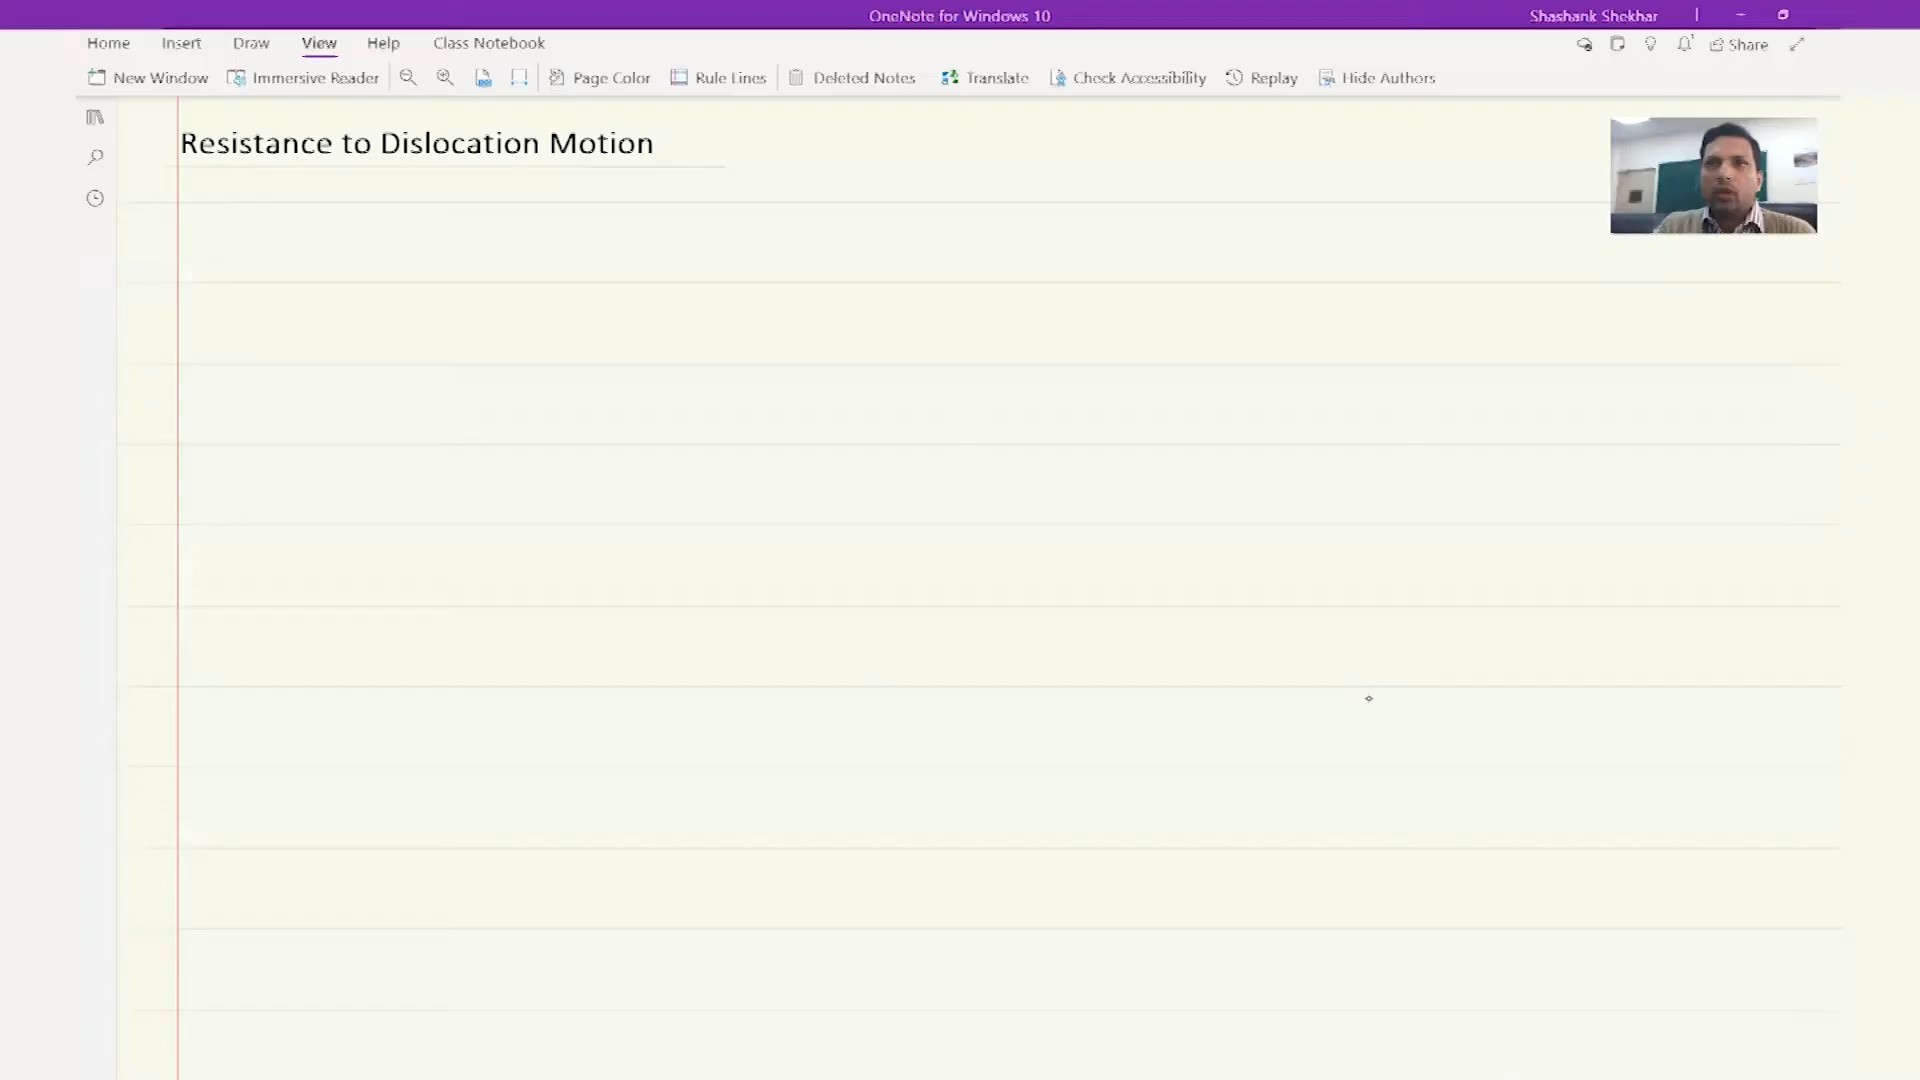 OneNote for Windows 10
Shashank Shekhar
Home Insert Draw View Help Class Notebook
Share
New Window Immersive Reader Page Color Rule Lines Deleted Notes Translate Check Accessibility Replay Hide Authors
Resistance to Dislocation Motion